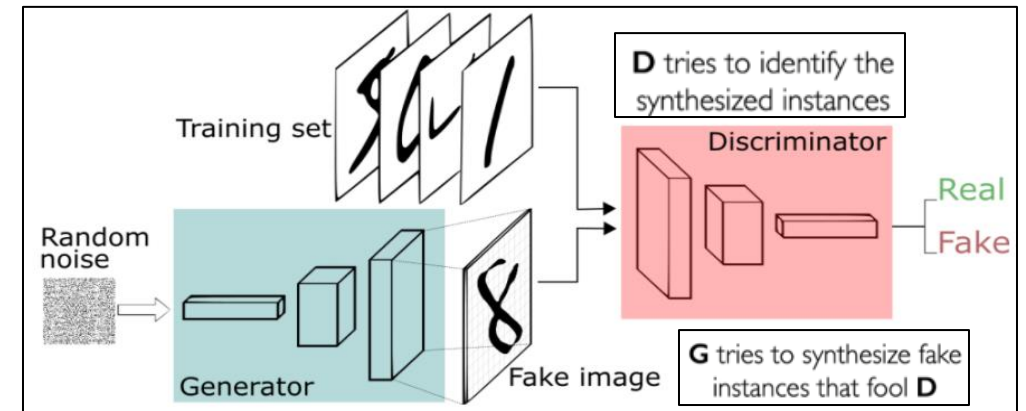 D tries to identify the
synthesized instances
Training set
Discriminator
Real
Fake
Random
noise
Generator
Fake image
8
G tries to synthesize fake
instances that fool D